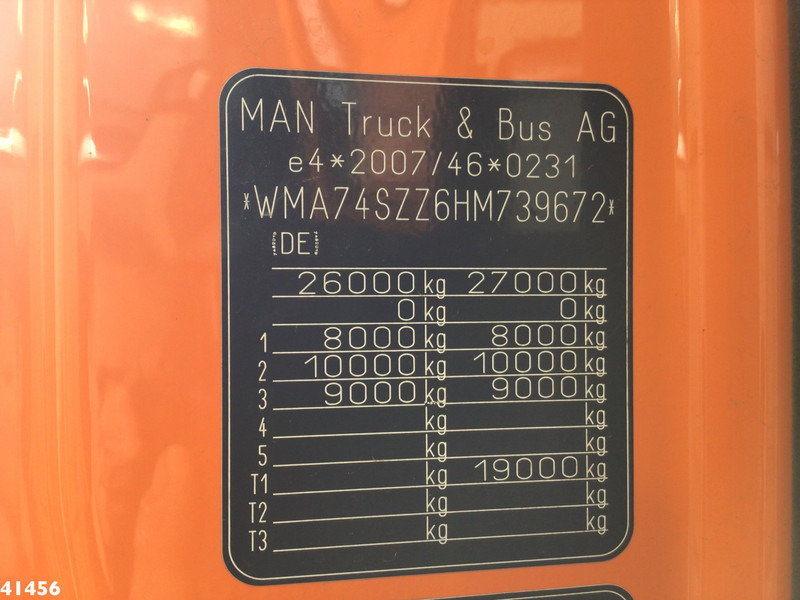 MAN Truck & Bus AG
e4*2007/46*0231
*WMA74SZZ6HM739672*
[DE]
26000 kg 27000 kg
0 kg 0 kg
1 8000 kg 8000 kg
2 10000 kg 10000 kg
3 9000 kg 9000 kg
4 kg kg
5 kg kg
T1 kg 19000 kg
T2 kg kg
T3 kg kg
41456